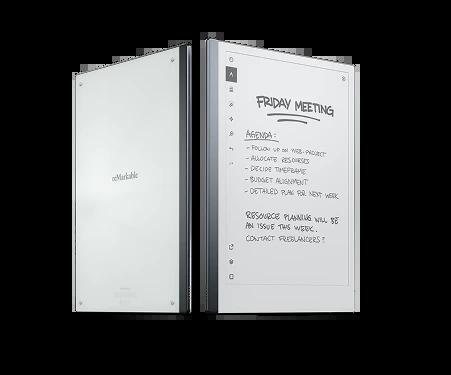 reMarkable
FRIDAY MEETING
AGENDA:
- FOLLOW UP ON WEB-PROJECT
- ALLOCATE RESOURSES
- DECIDE TIMEFRAME
- BUDGET ALIGNMENT
- DETAILED PLAN FOR NEXT WEEK
RESOURCE PLANNING WILL BE
AN ISSUE THIS WEEK.
CONTACT FREELANCERS!